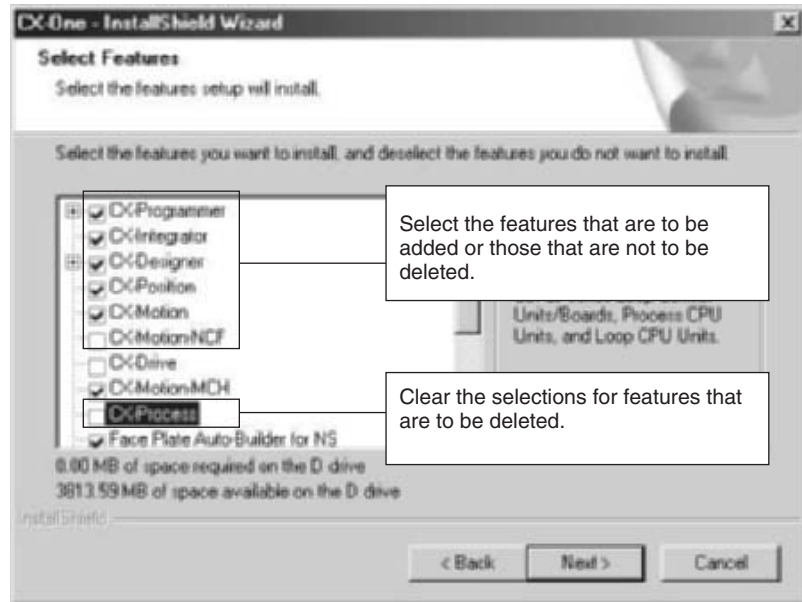 CX-One - InstallShield Wizard
Select Features
Select the features setup will install.
Select the features you want to install, and deselect the features you do not want to install.
CX-Programmer
CX-Integrator
CX-Designer
CX-Position
CX-Motion
CX-Motion-NCF
CX-Drive
CX-Motion-MCH
CX-Process
Face Plate Auto-Builder for NS
Select the features that are to be
added or those that are not to be
deleted.
Units/Boards, Process CPU
Units, and Loop CPU Units.
Clear the selections for features that
are to be deleted.
0.00 MB of space required on the D drive
3813.59 MB of space available on the D drive
InstallShield
< Back
Next >
Cancel